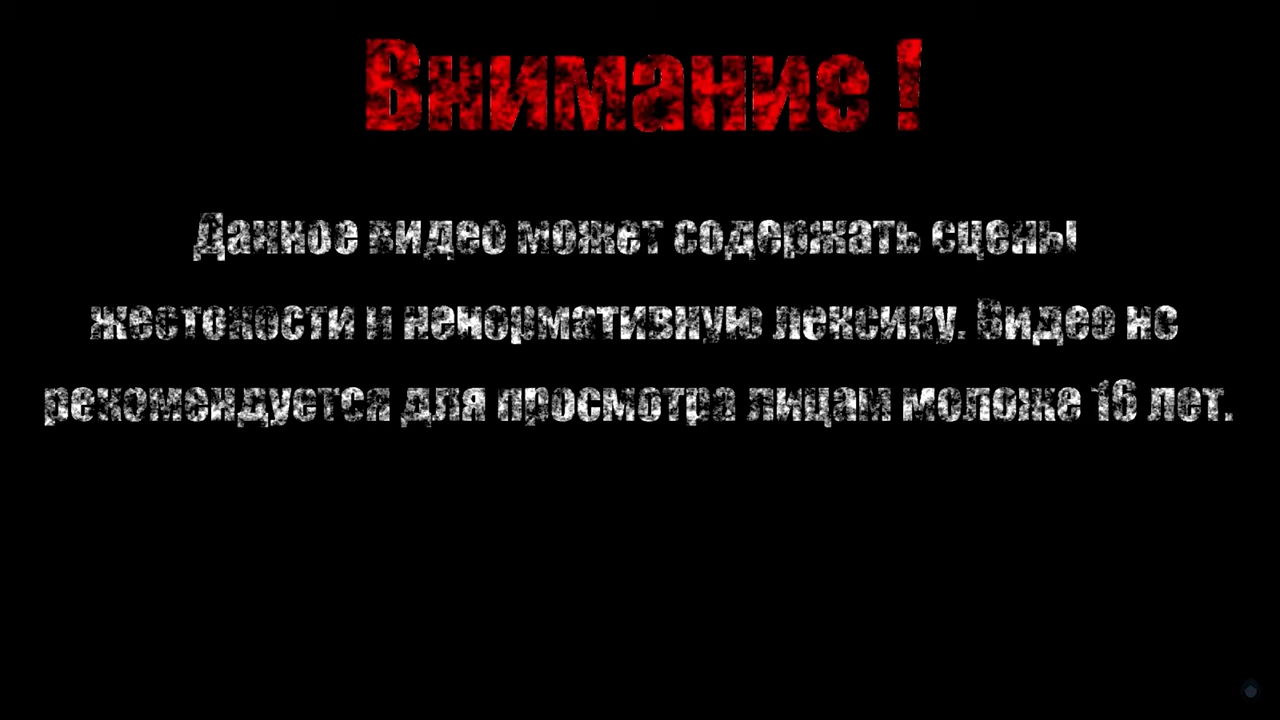 Внимание !
Данное видео может содержать сцены
жестокости и ненормативную лексику. Видео не
рекомендуется для просмотра лицам моложе 16 лет.